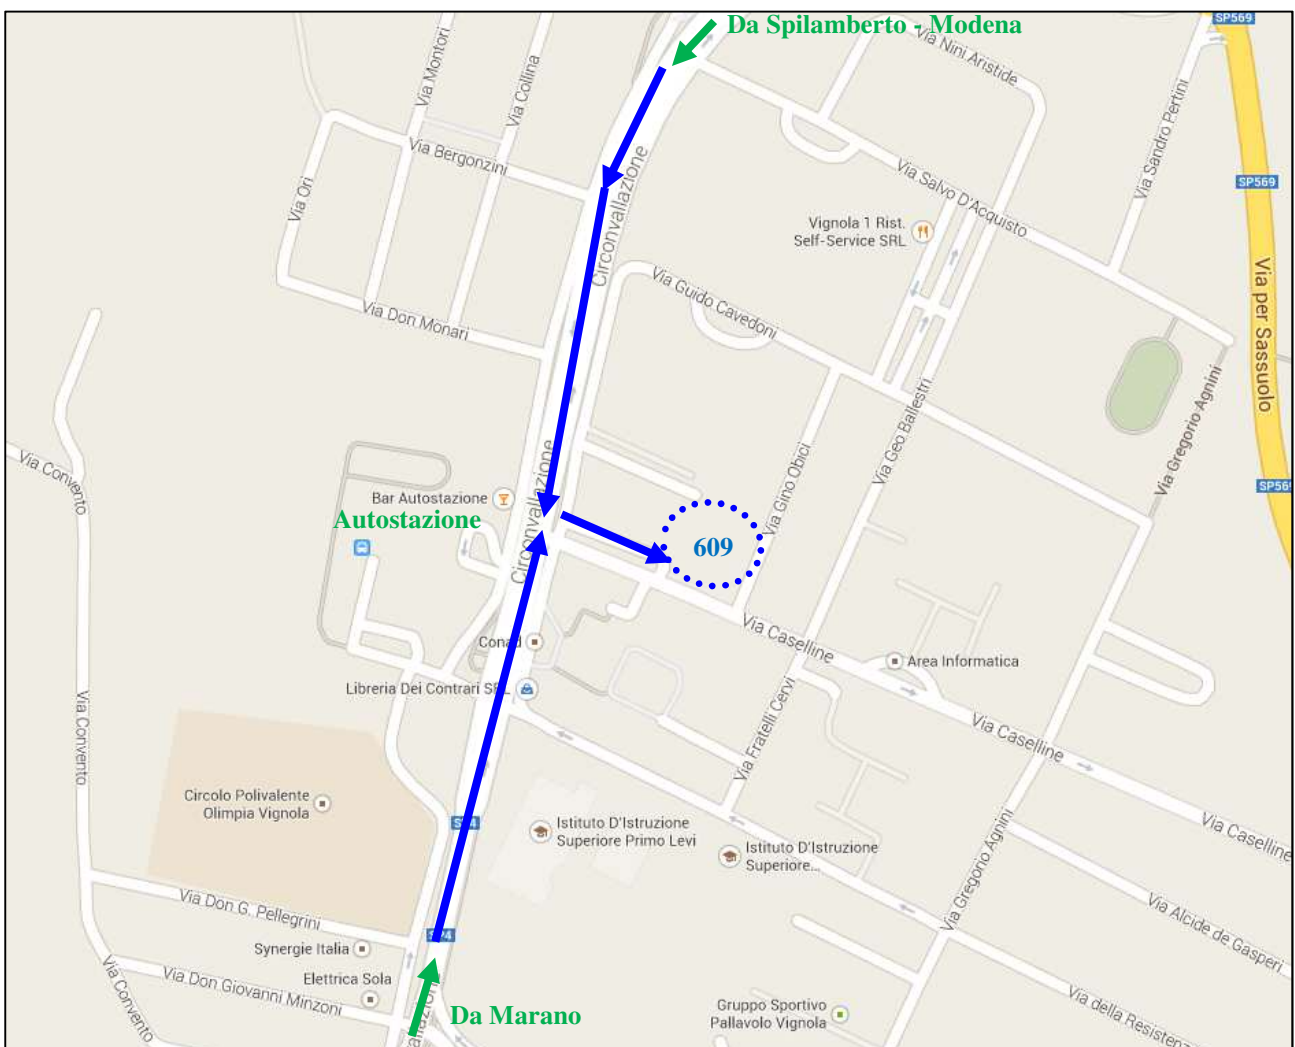 SP569
Da Spilamberto - Modena
Via Nini Aristide
Via Montori
Via Collina
Via Sandro Pertini
Via Bergonzini
Circonvallazione
Via Salvo D'Acquisto
SP569
Via Ori
Vignola 1 Rist.
Self-Service SRL
Via Guido Cavedoni
Via per Sassuolo
Via Don Monari
Via Gregorio Agnini
Via Geo Ballestri
Via Convento
Via Gino Obici
Bar Autostazione
SP569
Autostazione
Circonvallazione
609
Via Caselline
Conad
Area Informatica
Libreria Dei Contrari SRL
Via Convento
Via Fratelli Cervi
Via Caselline
Circolo Polivalente
Olimpia Vignola
SP4
Istituto D'Istruzione
Superiore Primo Levi
Istituto D'Istruzione
Superiore...
Via Caselline
Via Gregorio Agnini
Via Don G. Pellegrini
Via Alcide de Gasperi
SP4
Synergie Italia
Via Convento
Via Don Giovanni Minzoni
Elettrica Sola
Da Marano
Gruppo Sportivo
Pallavolo Vignola
Via della Resistenz